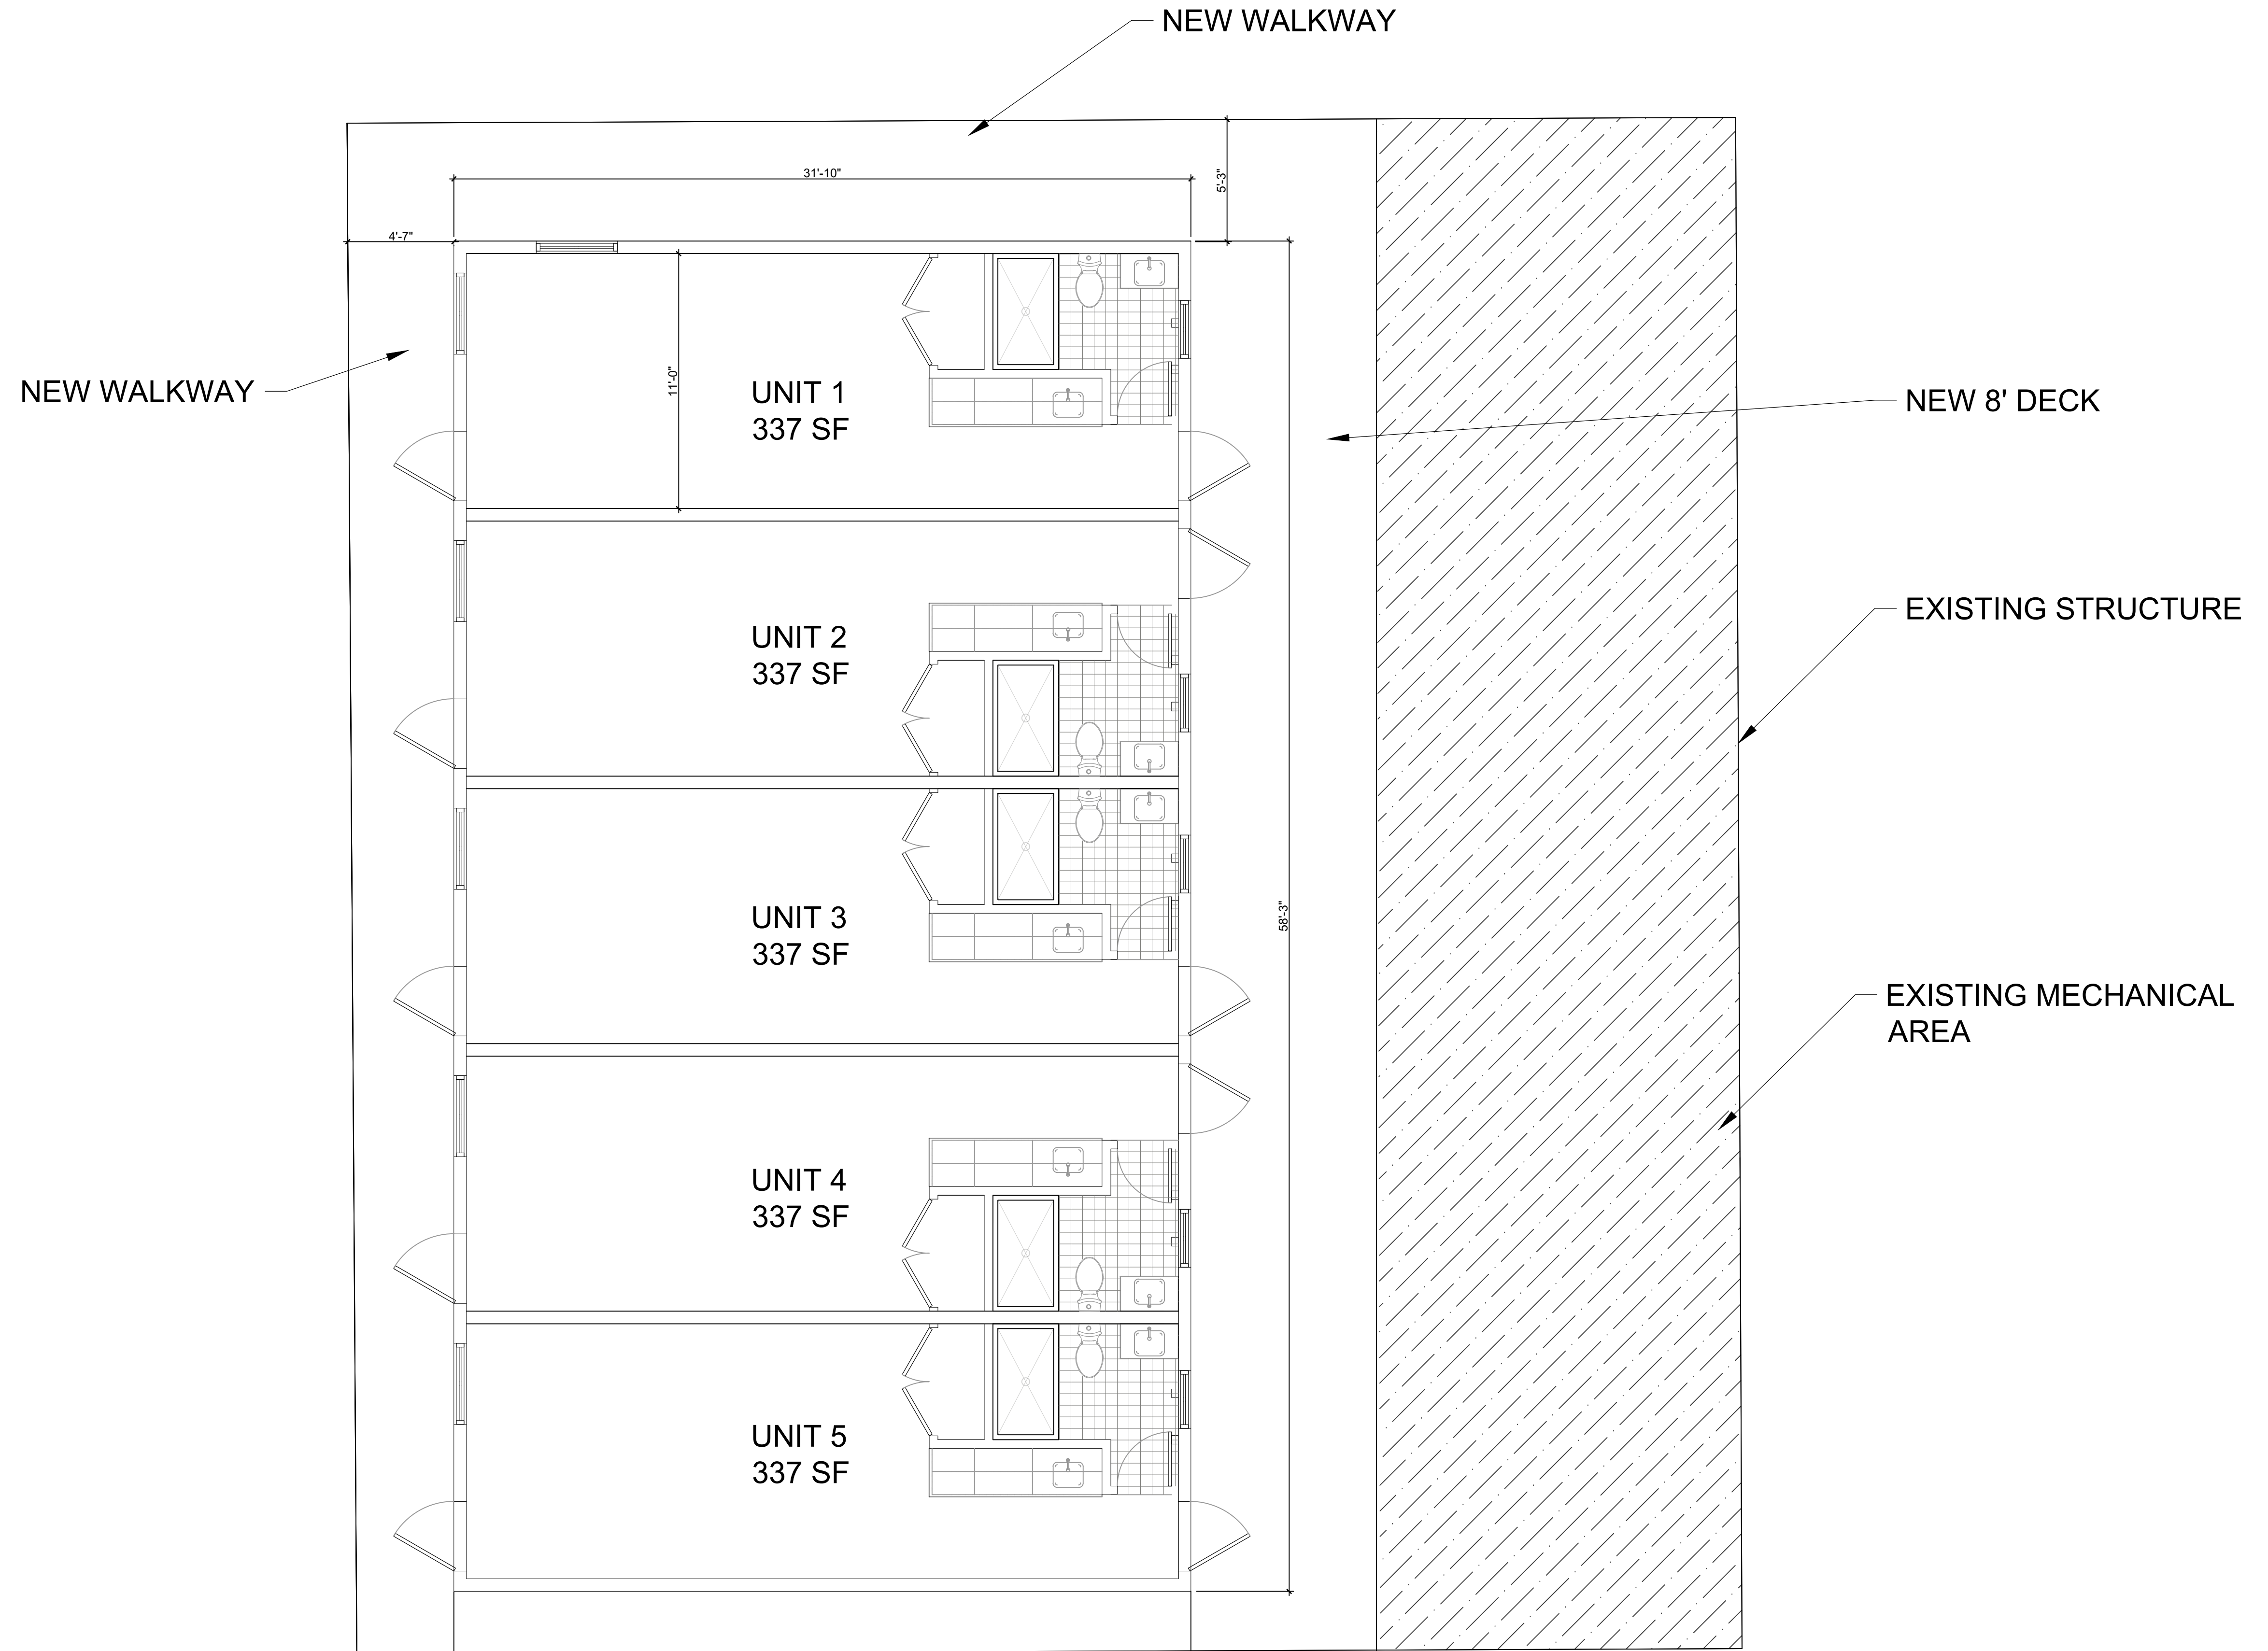 NEW WALKWAY
31'-10"
5'-3"
4'-7"
NEW WALKWAY
11'-0"
UNIT 1
337 SF
NEW 8' DECK
EXISTING STRUCTURE
UNIT 2
337 SF
UNIT 3
337 SF
58'-3"
EXISTING MECHANICAL
AREA
UNIT 4
337 SF
UNIT 5
337 SF